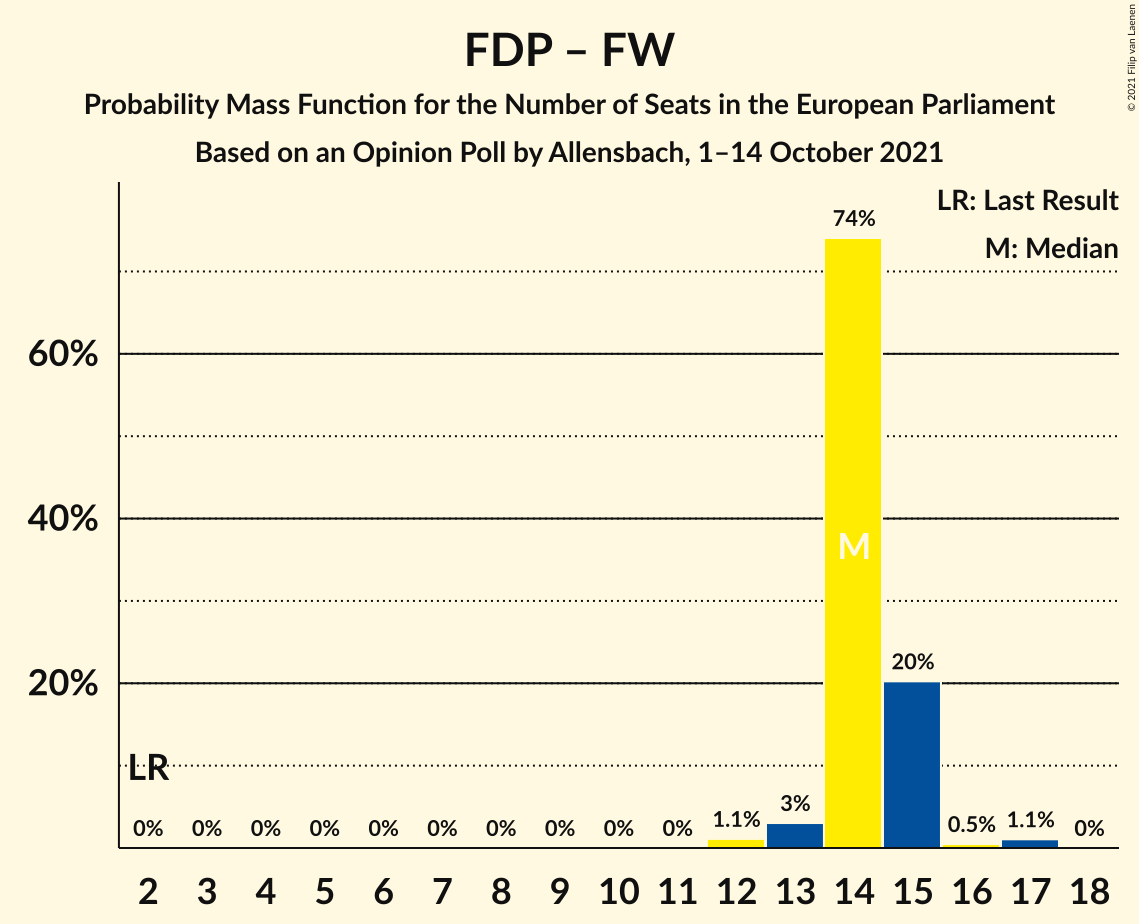 FDP – FW
Probability Mass Function for the Number of Seats in the European Parliament
Based on an Opinion Poll by Allensbach, 1–14 October 2021
© 2021 Filip van Laenen
LR: Last Result
M: Median
60%
40%
20%
LR
M
0% 0% 0% 0% 0% 0% 0% 0% 0% 0% 1.1% 3% 74% 20% 0.5% 1.1% 0%
2 3 4 5 6 7 8 9 10 11 12 13 14 15 16 17 18